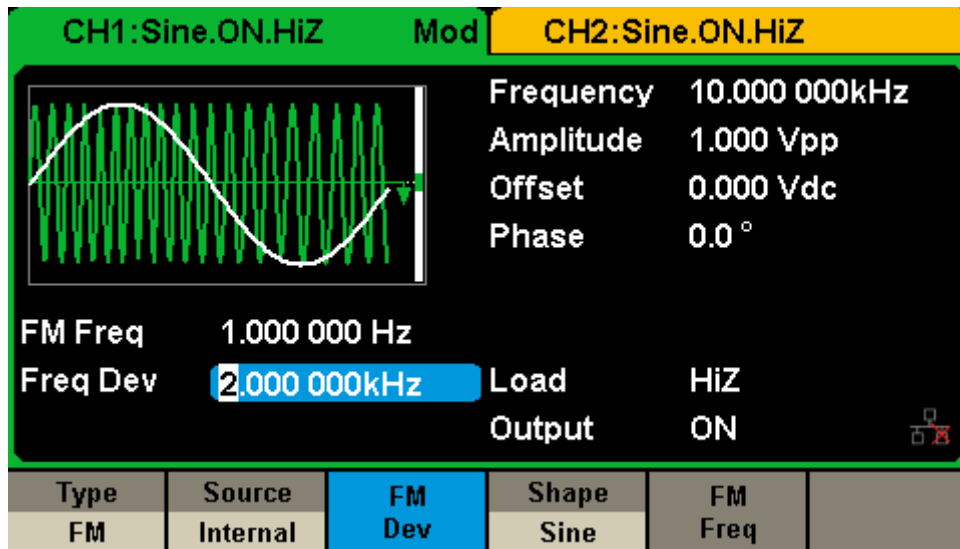 CH1:Sine.ON.HiZ Mod CH2:Sine.ON.HiZ
Frequency 10.000 000kHz
Amplitude 1.000 Vpp
Offset 0.000 Vdc
Phase 0.0 °
FM Freq 1.000 000 Hz
Freq Dev 2.000 000kHz Load HiZ
Output ON
Type Source FM Shape FM
FM Internal Dev Sine Freq